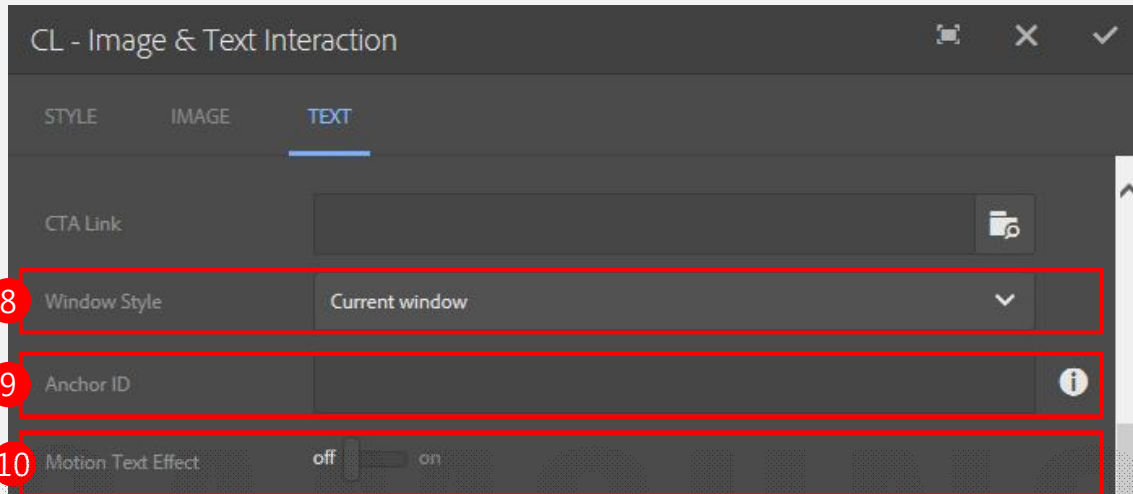 CL - Image & Text Interaction
STYLE IMAGE TEXT
CTA Link
8 Window Style Current window
9 Anchor ID
10 Motion Text Effect off on